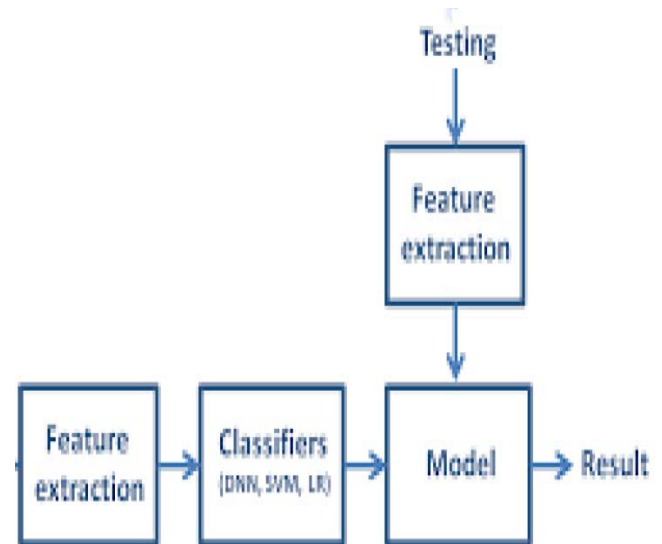 Testing
Feature
extraction
Feature
extraction
Classifiers
(DNN, SVM, LR)
Model
Result